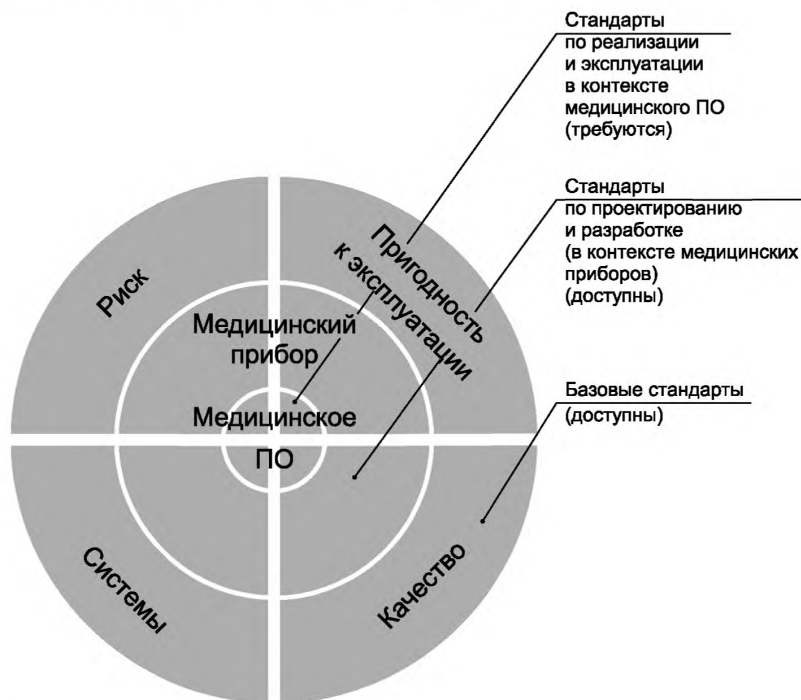 Стандарты
по реализации
и эксплуатации
в контексте
медицинского ПО
(требуются)
Стандарты
по проектированию
и разработке
(в контексте медицинских
приборов)
(доступны)
Базовые стандарты
(доступны)
Риск
Пригодность
к эксплуатации
Медицинский
прибор
Медицинское
ПО
Системы
Качество